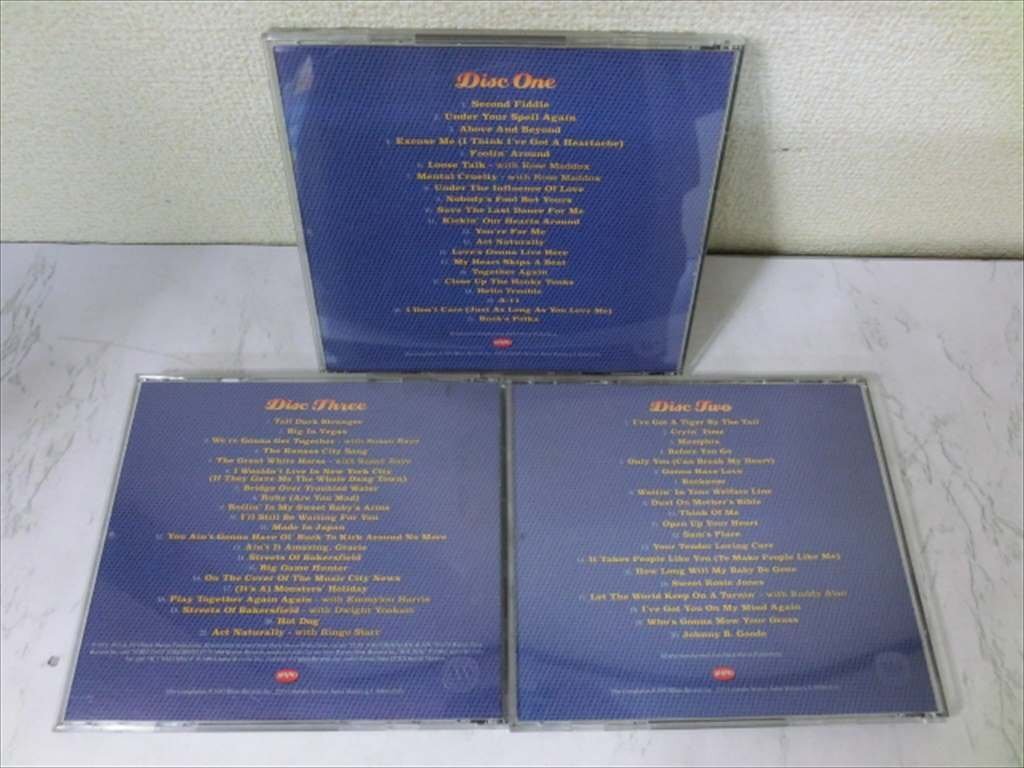 Disc One
Second Fiddle
Under Your Spell Again
Above And Beyond
Excuse Me (I Think I've Got A Heartache)
Foolin' Around
Loose Talk - with Rose Maddox
Mental Cruelty - with Rose Maddox
Under The Influence Of Love
Nobody's Fool But Yours
Save The Last Dance For Me
Kickin' Our Hearts Around
You're For Me
Act Naturally
Love's Gonna Live Here
My Heart Skips A Beat
Together Again
Close Up The Honky Tonks
Hello Trouble
A-11
I Don't Care (Just As Long As You Love Me)
Buck's Polka
Disc Three
Tall Dark Stranger
Big In Vegas
We're Gonna Get Together - with Susan Raye
The Kansas City Song
The Great White Horse - with Susan Raye
I Wouldn't Live In New York City
(If They Gave Me The Whole Dang Town)
Bridge Over Troubled Water
Ruby (Are You Mad)
Rollin' In My Sweet Baby's Arms
I'll Still Be Waiting For You
Made In Japan
You Ain't Gonna Have Ol' Buck To Kick Around No More
Ain't It Amazing, Gracie
Streets Of Bakersfield
Big Game Hunter
On The Cover Of The Music City News
(It's A) Monsters' Holiday
Play Together Again Again - with Emmylou Harris
Streets Of Bakersfield - with Dwight Yoakam
Hot Dog
Act Naturally - with Ringo Starr
Disc Two
I've Got A Tiger By The Tail
Cryin' Time
Memphis
Before You Go
Only You (Can Break My Heart)
Gonna Have Love
Buckaroo
Waitin' In Your Welfare Line
Dust On Mother's Bible
Think Of Me
Open Up Your Heart
Sam's Place
Your Tender Loving Care
It Takes People Like You (To Make People Like Me)
How Long Will My Baby Be Gone
Sweet Rosie Jones
Let The World Keep On A Turnin' - with Buddy Alan
I've Got You On My Mind Again
Who's Gonna Mow Your Grass
Johnny B. Goode